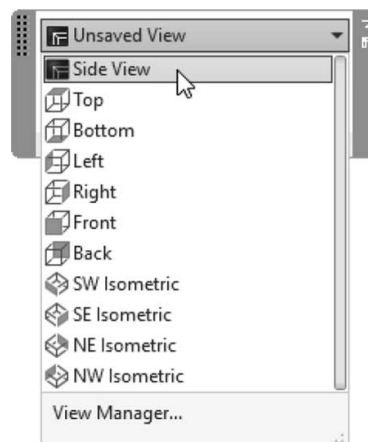 Unsaved View
Side View
Top
Bottom
Left
Right
Front
Back
SW Isometric
SE Isometric
NE Isometric
NW Isometric
View Manager...